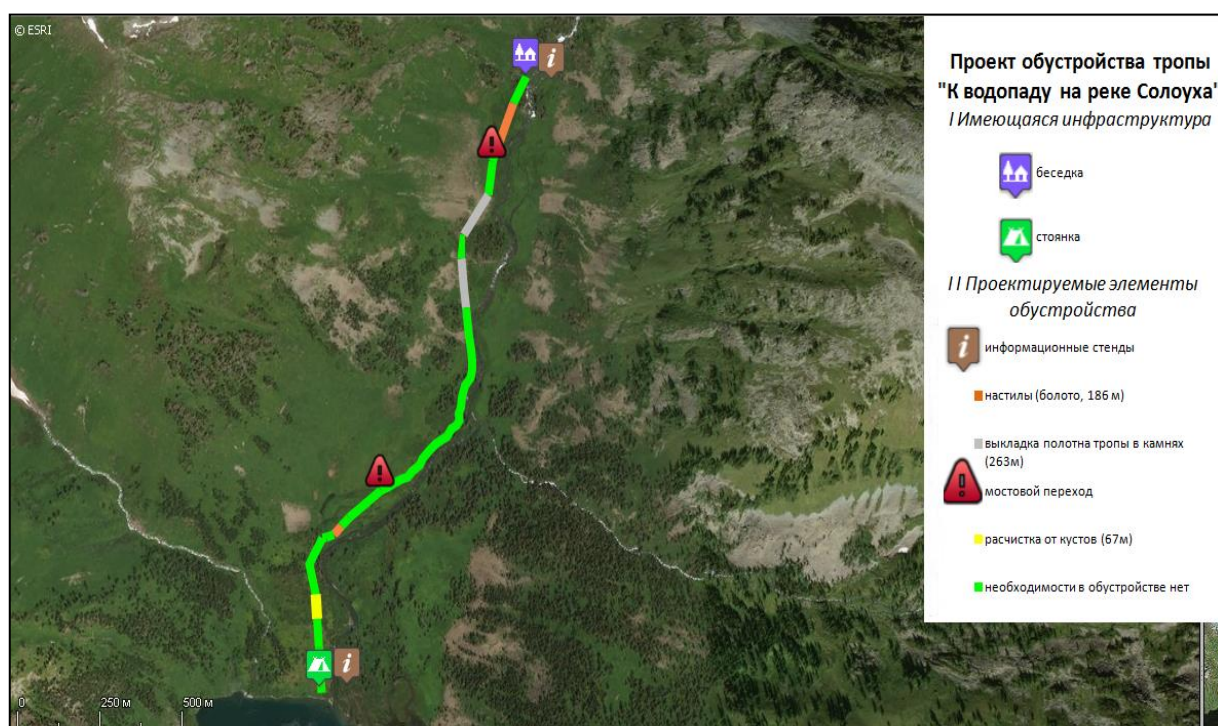 © ESRI
Проект обустройства тропы
"К водопаду на реке Солоуха"
I Имеющаяся инфраструктура
беседка
стоянка
I I Проектируемые элементы
обустройства
i информационные стенды
настилы (болото, 186 м)
выкладка полотна тропы в камнях
(263м)
мостовой переход
расчистка от кустов (67м)
необходимости в обустройстве нет
0 250 м 500 м